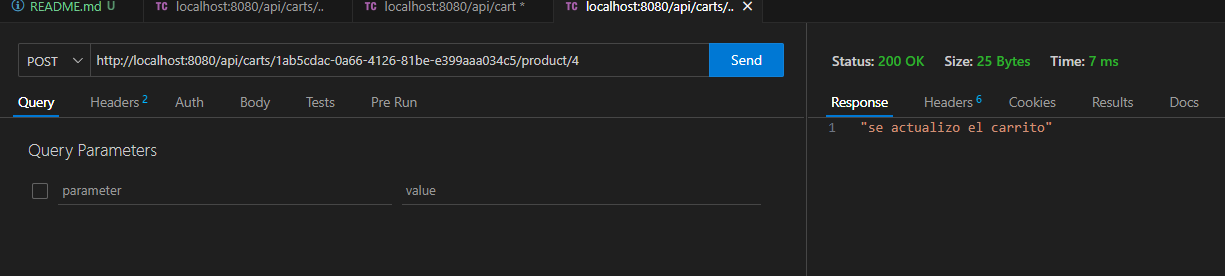 README.md U
TC localhost:8080/api/carts/..
TC localhost:8080/api/cart *
TC localhost:8080/api/carts/..
POST
http://localhost:8080/api/carts/1ab5cdac-0a66-4126-81be-e399aaa034c5/product/4
Send
Status: 200 OK Size: 25 Bytes Time: 7 ms
Query Headers 2 Auth Body Tests Pre Run
Response Headers 6 Cookies Results Docs
1 "se actualizo el carrito"
Query Parameters
parameter value